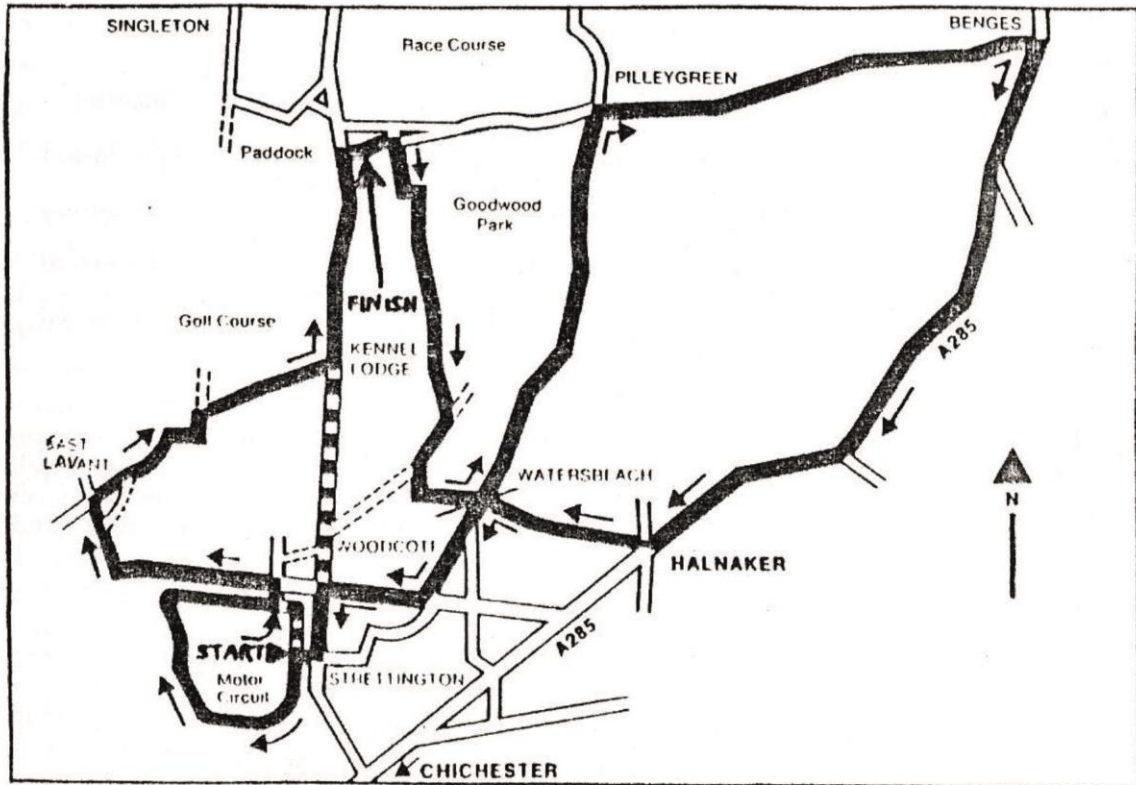 SINGLETON
Race Course
BENGES
PILLEYGREEN
Paddock
Goodwood
Park
FINISH
Golf Course
KENNEL
LODGE
A285
EAST
LAVANT
WATERSBEACH
N
WOODCOTE
HALNAKER
A285
START
Motor
Circuit
STRETTINGTON
CHICHESTER